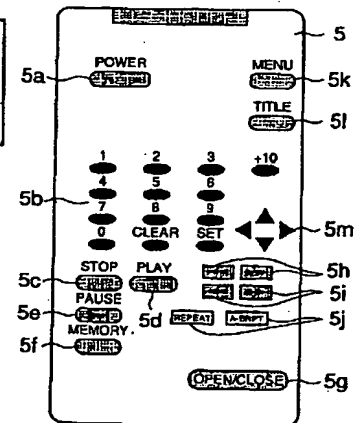 5
POWER MENU
5a 5k
TITLE
5l
1 2 3 +10
4 5 6
5b
7 8 9
5m
0 CLEAR SET
STOP PLAY
5c 5h
PAUSE
5e 5d 5i
MEMORY
REPEAT A-BRPT
5f 5j
OPEN/CLOSE 5g